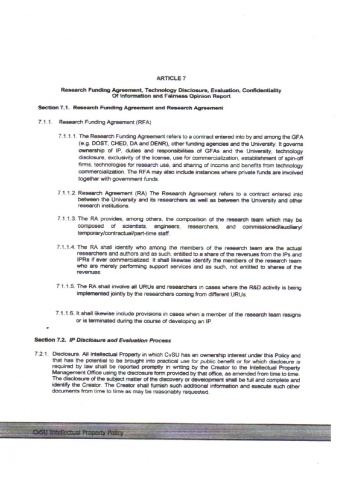 ARTICLE 7
Research Funding Agreement, Technology Disclosure, Evaluation, Confidentiality
Of Information and Fairness Opinion Report
Section 7.1. Research Funding Agreement and Research Agreement
7.1.1. Research Funding Agreement (RFA)
7.1.1.1. The Research Funding Agreement refers to a contract entered into by and among the GFA
(e.g. DOST, CHED, DA and DENR), other funding agencies and the University. It governs
ownership of IP, duties and responsibilities of GFAs and the University, technology
disclosure, exclusivity of the license, use for commercialization, establishment of spin-off
firms, technologies for research use, and sharing of income and benefits from technology
commercialization. The RFA may also include instances where private funds are involved
together with government funds.
7.1.1.2. Research Agreement (RA) The Research Agreement refers to a contract entered into
between the University and its researchers as well as between the University and other
research institutions.
7.1.1.3. The RA provides, among others, the composition of the research team which may be
composed of scientists, engineers, researchers, and commissioned/auxiliary/
temporary/contractual/part-time staff.
7.1.1.4. The RA shall identify who among the members of the research team are the actual
researchers and authors and as such, entitled to a share of the revenues from the IPs and
IPRs if ever commercialized. It shall likewise identify the members of the research team
who are merely performing support services and as such, not entitled to shares of the
revenues.
7.1.1.5. The RA shall involve all URUs and researchers in cases where the R&D activity is being
implemented jointly by the researchers coming from different URUs.
7.1.1.6. It shall likewise include provisions in cases when a member of the research team resigns
or is terminated during the course of developing an IP.
Section 7.2. IP Disclosure and Evaluation Process
7.2.1. Disclosure. All Intellectual Property in which CvSU has an ownership interest under this Policy and
that has the potential to be brought into practical use for public benefit or for which disclosure is
required by law shall be reported promptly in writing by the Creator to the Intellectual Property
Management Office using the disclosure form provided by that office, as amended from time to time.
The disclosure of the subject matter of the discovery or development shall be full and complete and
identify the Creator. The Creator shall furnish such additional information and execute such other
documents from time to time as may be reasonably requested.
CvSU Intellectual Property Policy